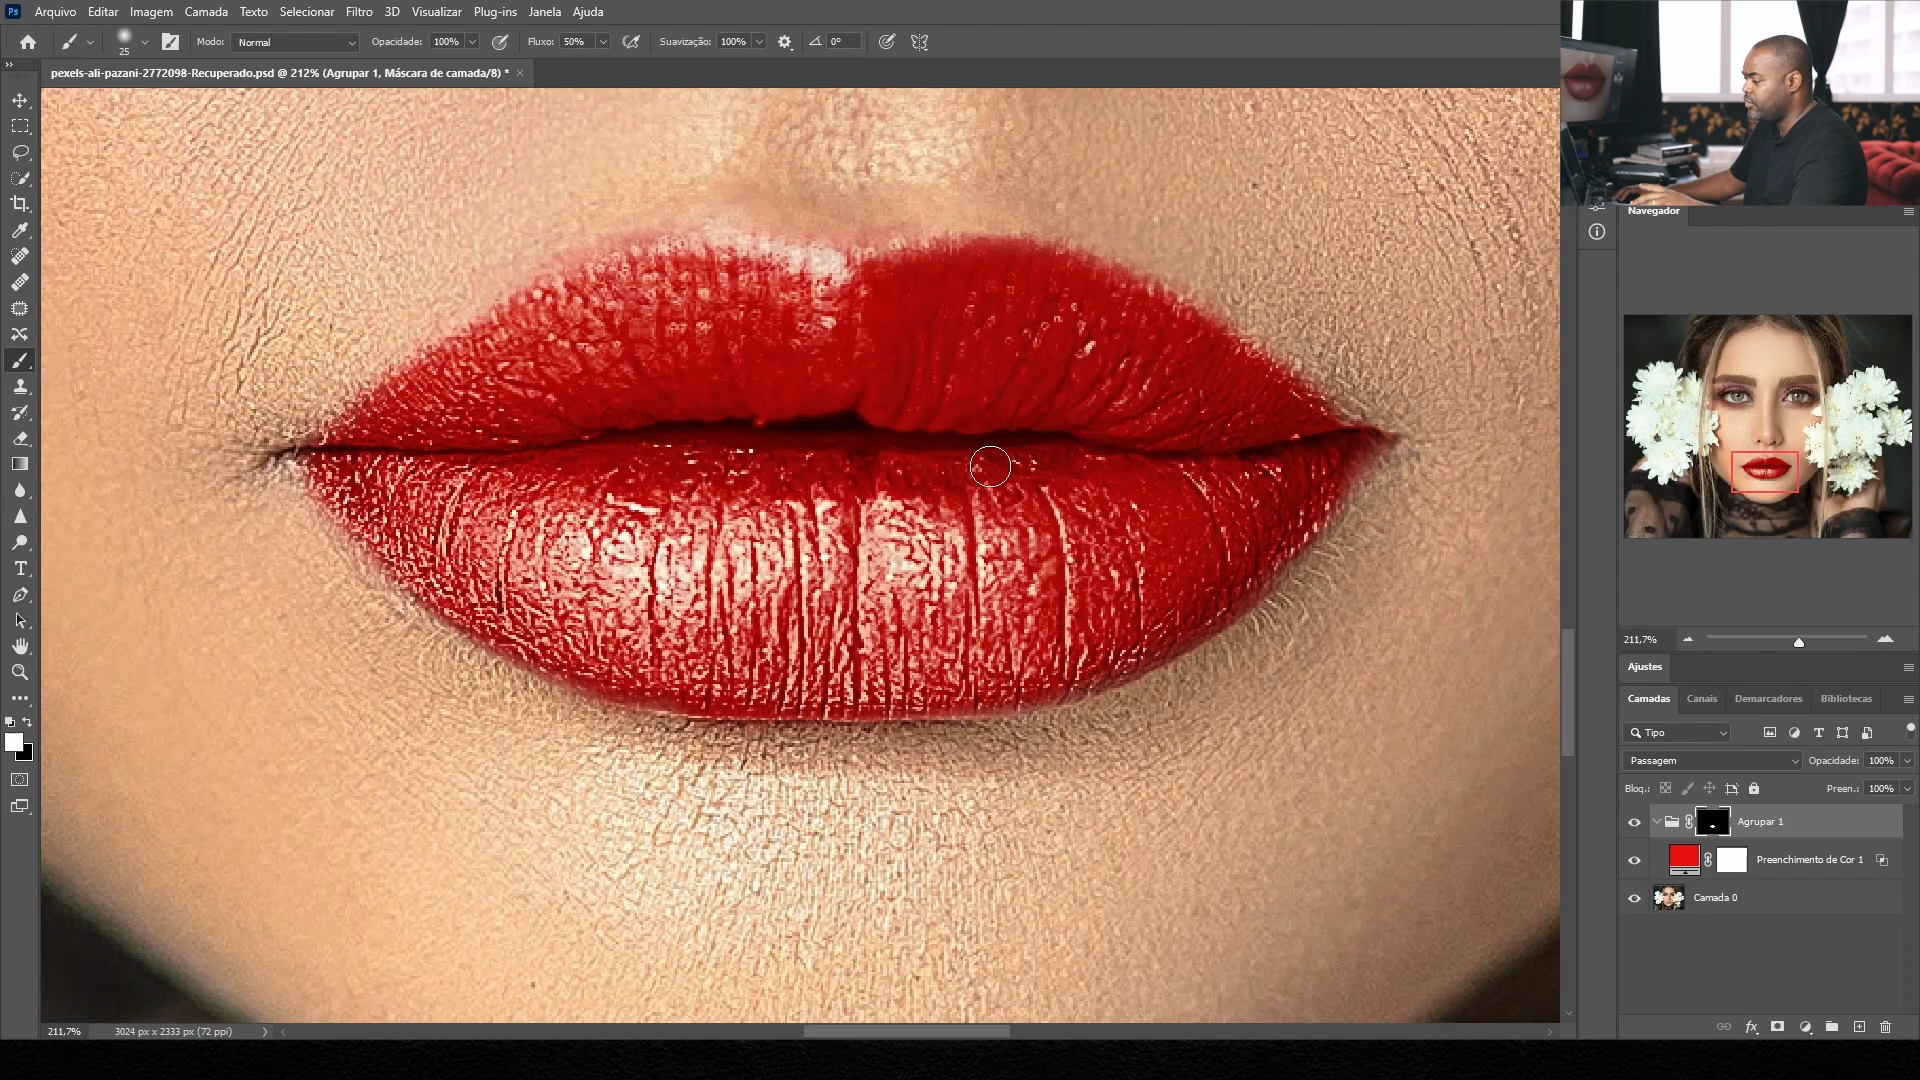 Ps Arquivo Editar Imagem Camada Texto Selecionar Filtro 3D Visualizar Plug-ins Janela Ajuda
25 Modo: Normal Opacidade: 100% Fluxo: 50% Suavização: 100% 0°
pexels-ali-pazani-2772098-Recuperado.psd @ 212% (Agrupar 1, Máscara de camada/8) * ×
Navegador
211,7%
Ajustes
Camadas Canais Demarcadores Bibliotecas
Tipo
Passagem Opacidade: 100%
Bloq.: Preen.: 100%
Agrupar 1
Preenchimento de Cor 1
Camada 0
fx
211,7% 3024 px x 2333 px (72 ppi)